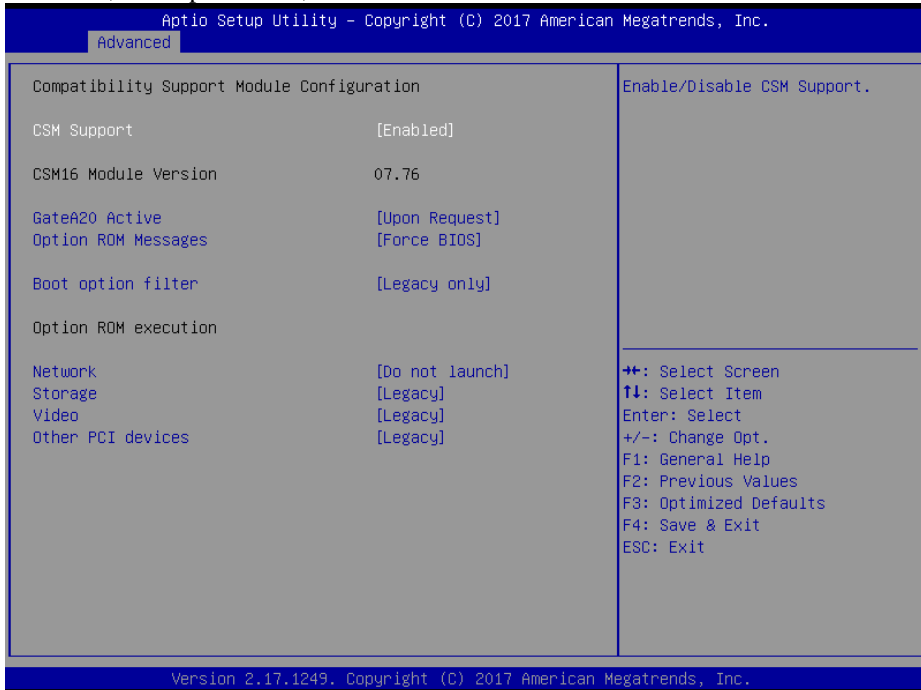 Aptio Setup Utility – Copyright (C) 2017 American Megatrends, Inc.
Advanced
Compatibility Support Module Configuration
CSM Support [Enabled]
CSM16 Module Version 07.76
GateA20 Active [Upon Request]
Option ROM Messages [Force BIOS]
Boot option filter [Legacy only]
Option ROM execution
Network [Do not launch]
Storage [Legacy]
Video [Legacy]
Other PCI devices [Legacy]
Enable/Disable CSM Support.
→←: Select Screen
↑↓: Select Item
Enter: Select
+/-: Change Opt.
F1: General Help
F2: Previous Values
F3: Optimized Defaults
F4: Save & Exit
ESC: Exit
Version 2.17.1249. Copyright (C) 2017 American Megatrends, Inc.